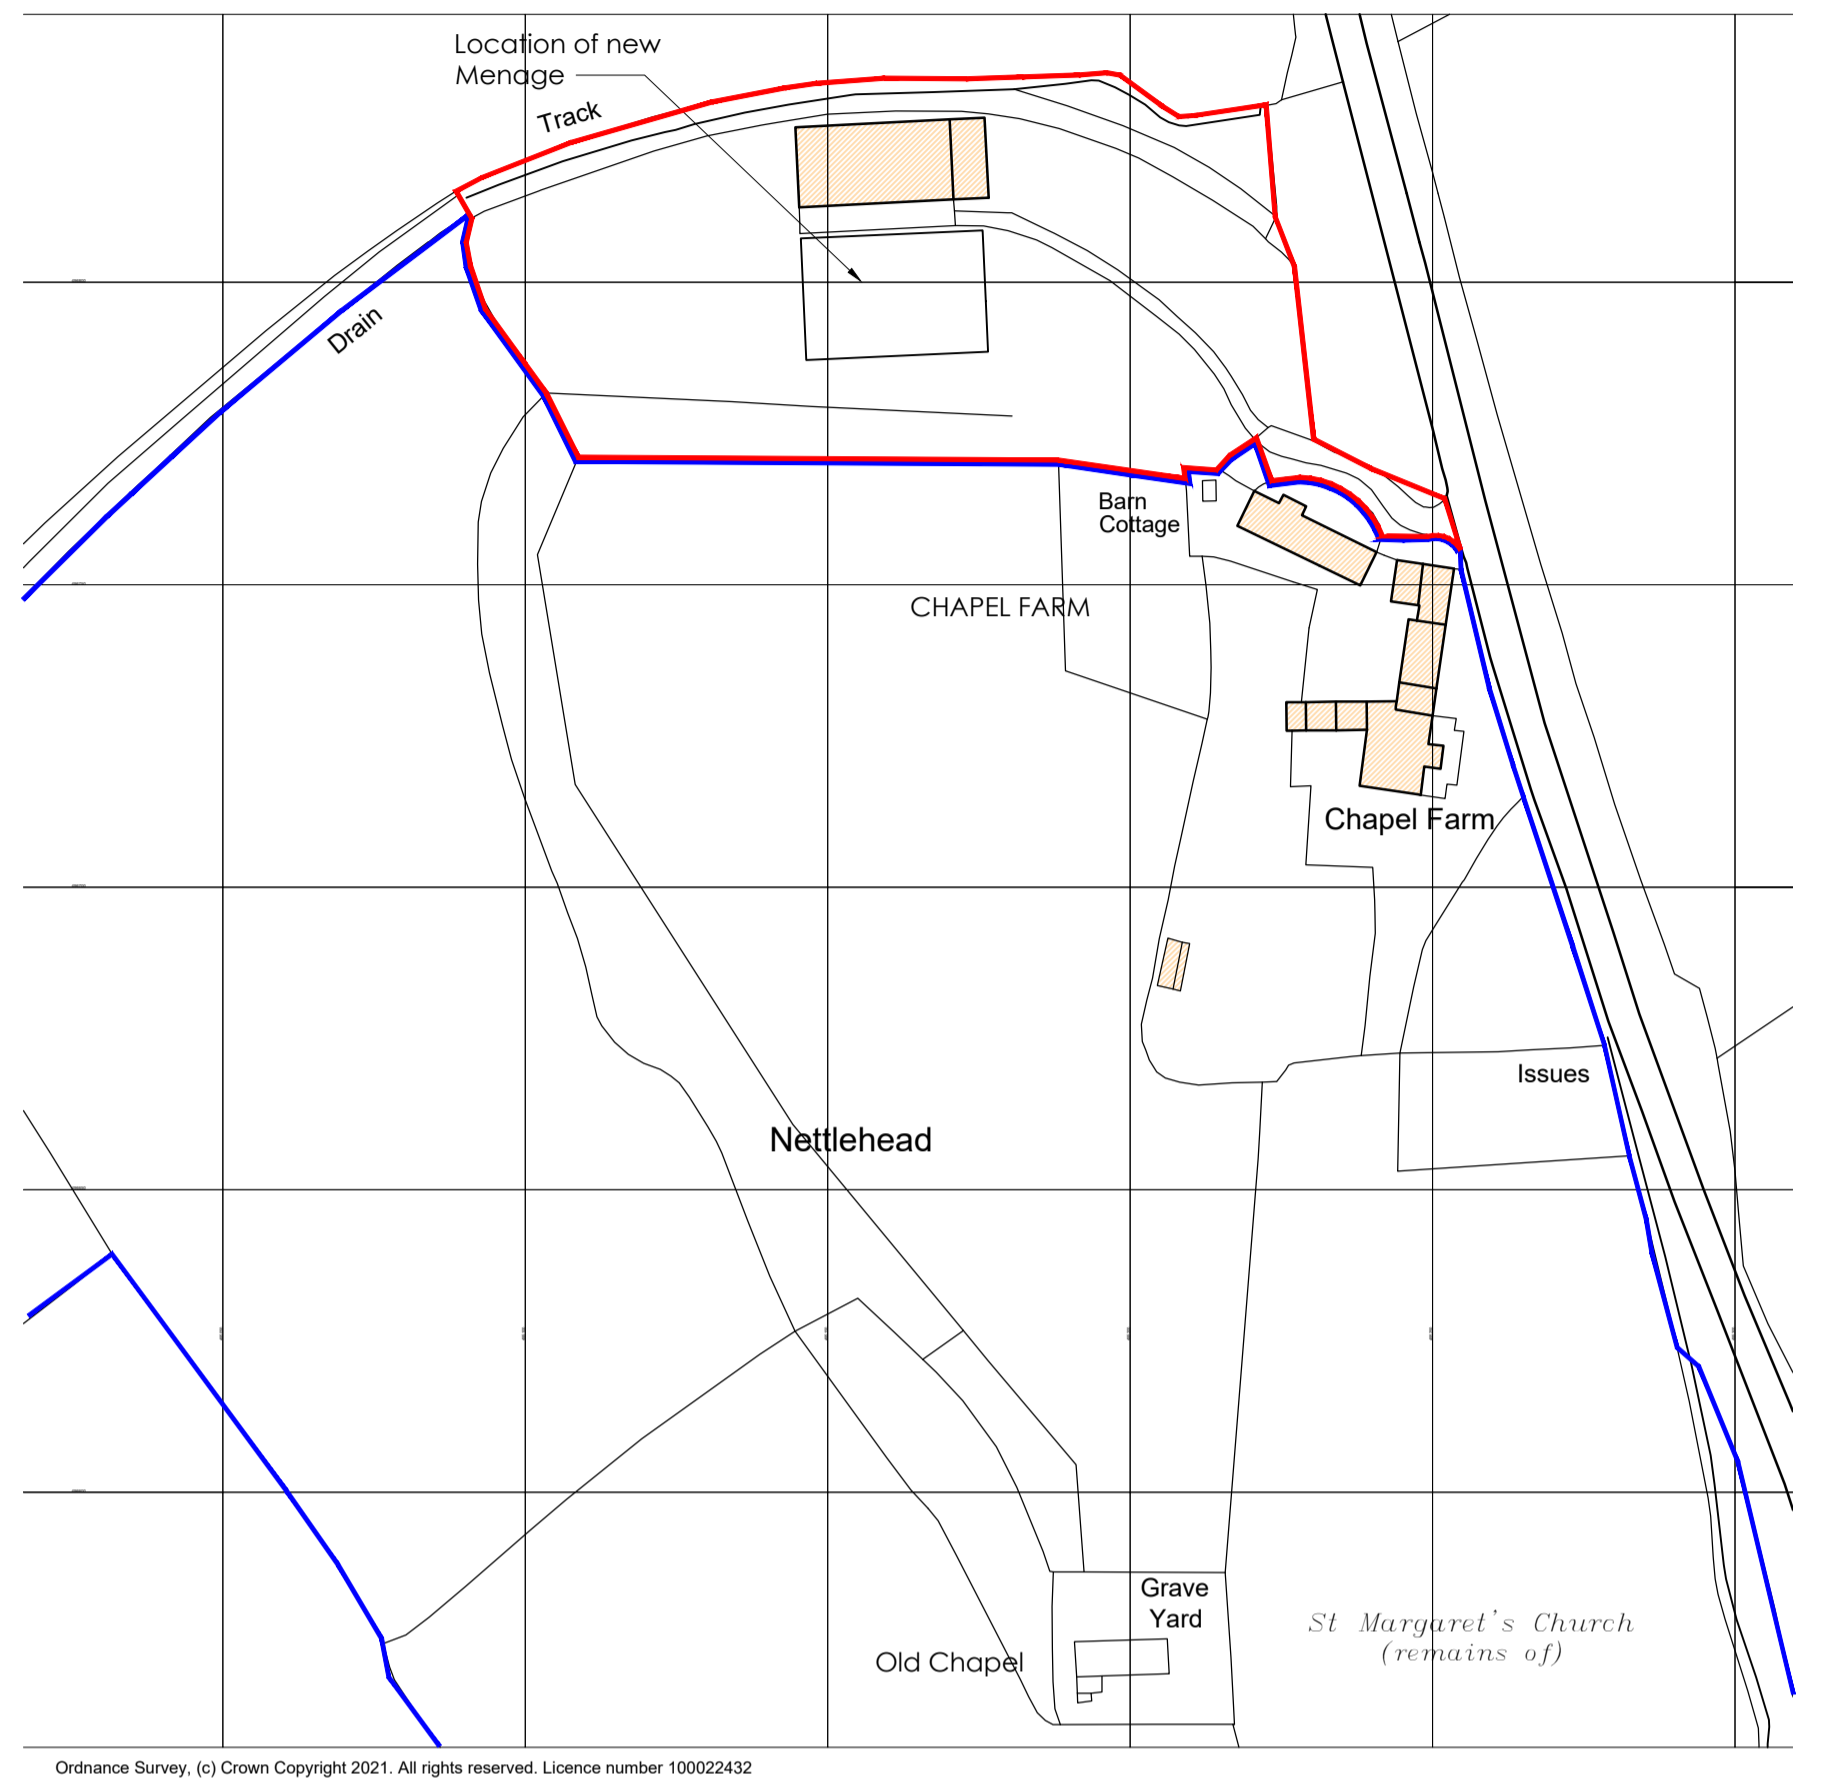 Location of new
Menage
Track
Drain
Barn
Cottage
CHAPEL FARM
Chapel Farm
Issues
Nettlehead
Grave
Yard
St Margaret's Church
(remains of)
Old Chapel
Ordnance Survey, (c) Crown Copyright 2021. All rights reserved. Licence number 100022432